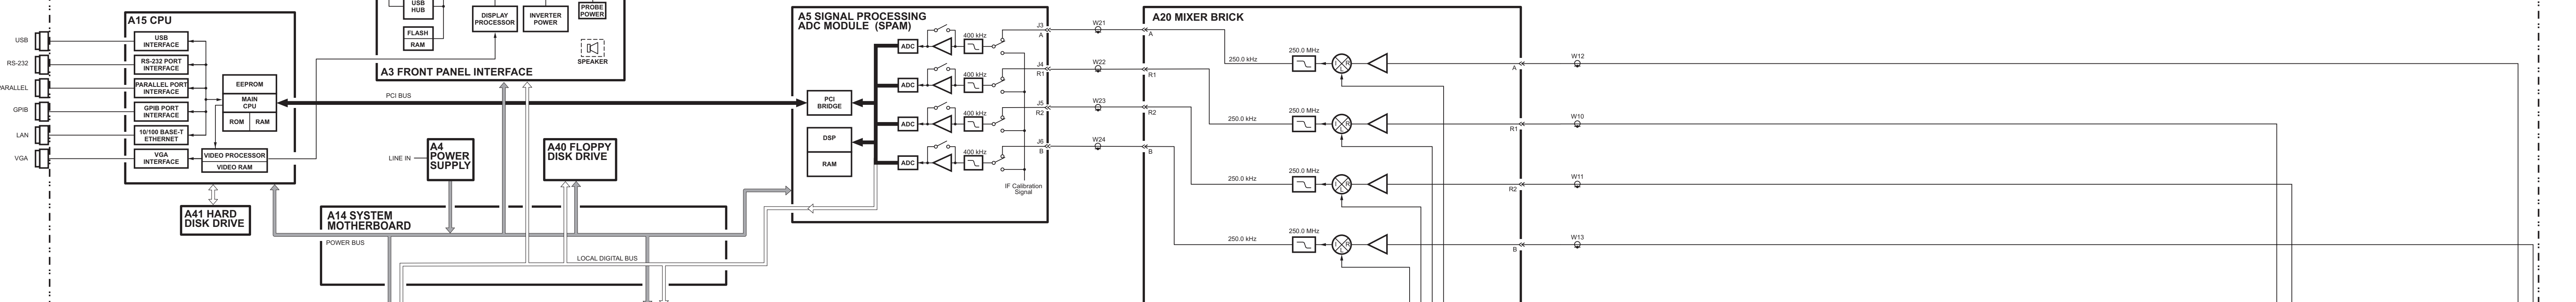 A15 CPU
USB
RS-232
PARALLEL
GPIB
LAN
VGA
USB
INTERFACE
RS-232 PORT
INTERFACE
PARALLEL PORT
INTERFACE
GPIB PORT
INTERFACE
10/100 BASE-T
ETHERNET
VGA
INTERFACE
EEPROM
MAIN
CPU
ROM
RAM
VIDEO PROCESSOR
VIDEO RAM
A41 HARD
DISK DRIVE
USB
HUB
FLASH
RAM
DISPLAY
PROCESSOR
INVERTER
POWER
PROBE
POWER
SPEAKER
A3 FRONT PANEL INTERFACE
PCI BUS
LINE IN
A4
POWER
SUPPLY
A40 FLOPPY
DISK DRIVE
A14 SYSTEM
MOTHERBOARD
POWER BUS
LOCAL DIGITAL BUS
A5 SIGNAL PROCESSING
ADC MODULE (SPAM)
PCI
BRIDGE
DSP
RAM
ADC
400 kHz
J3
A
ADC
400 kHz
J4
R1
ADC
400 kHz
J5
R2
ADC
400 kHz
J6
B
IF Calibration
Signal
W21
W22
W23
W24
A20 MIXER BRICK
A
R1
R2
B
250.0 kHz
250.0 MHz
I
R
L
A
W12
250.0 kHz
250.0 MHz
I
R
L
R1
W10
250.0 kHz
250.0 MHz
I
R
L
R2
W11
250.0 kHz
250.0 MHz
I
R
L
B
W13